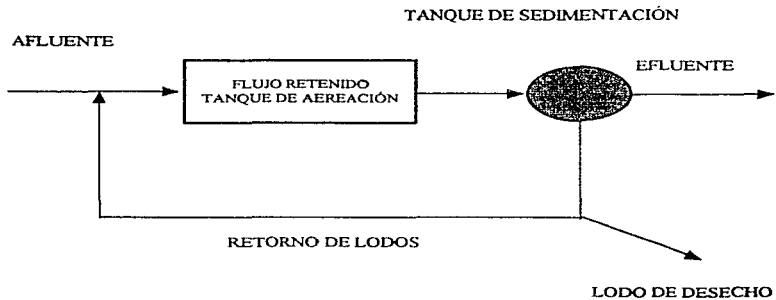 TANQUE DE SEDIMENTACIÓN
AFLUENTE
FLUJO RETENIDO
TANQUE DE AEREACIÓN
EFLUENTE
RETORNO DE LODOS
LODO DE DESECHO